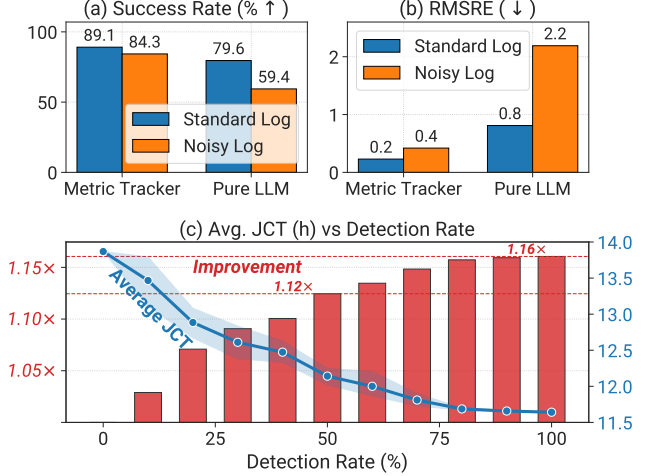 (a) Success Rate (% ↑ )
89.1
84.3
79.6
59.4
100
50
0
Standard Log
Noisy Log
Metric Tracker
Pure LLM
(b) RMSRE ( ↓ )
2.2
2
1
0
Standard Log
Noisy Log
0.2
0.4
0.8
Metric Tracker
Pure LLM
(c) Avg. JCT (h) vs Detection Rate
1.15×
1.10×
1.05×
Improvement
1.12×
1.16×
Average JCT
14.0
13.5
13.0
12.5
12.0
11.5
0
25
50
75
100
Detection Rate (%)